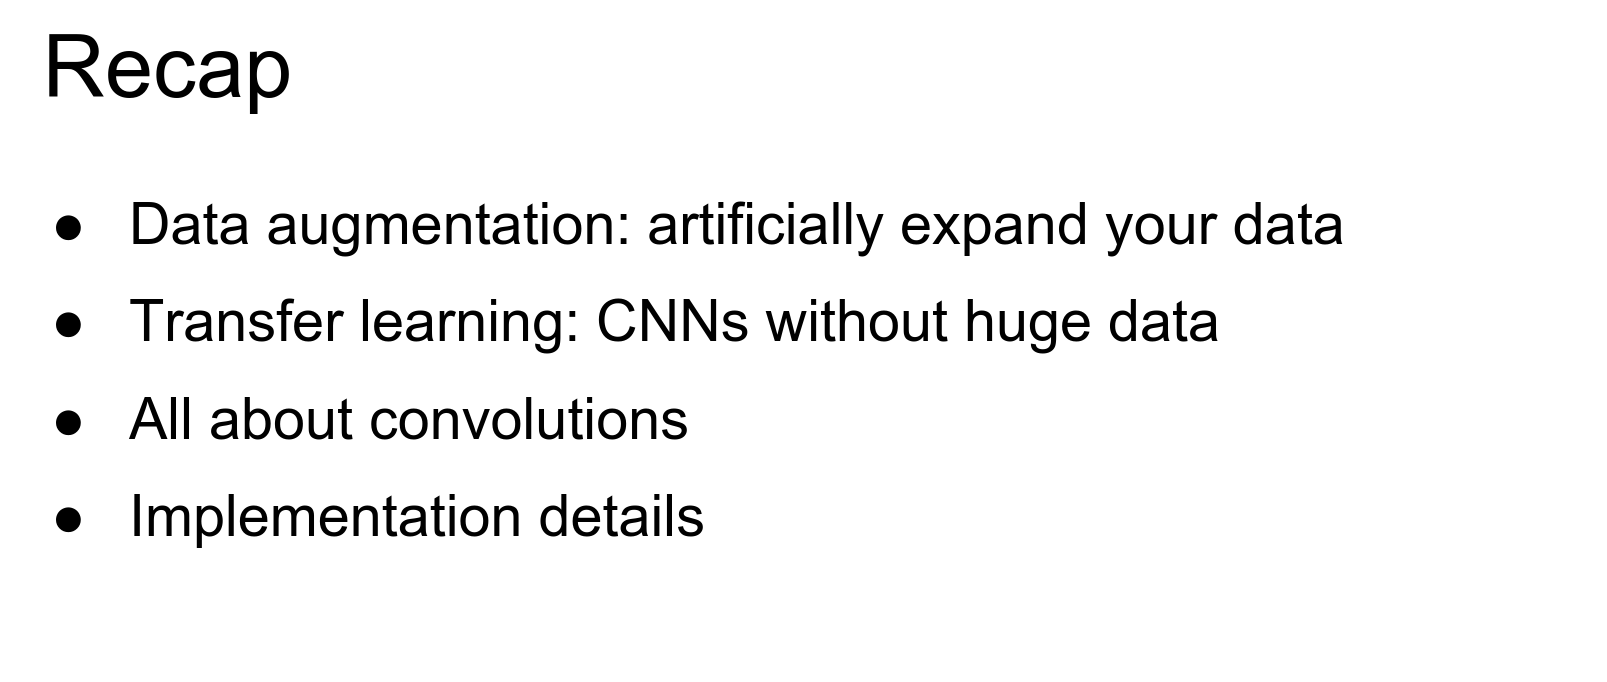 Recap
● Data augmentation: artificially expand your data
● Transfer learning: CNNs without huge data
● All about convolutions
● Implementation details